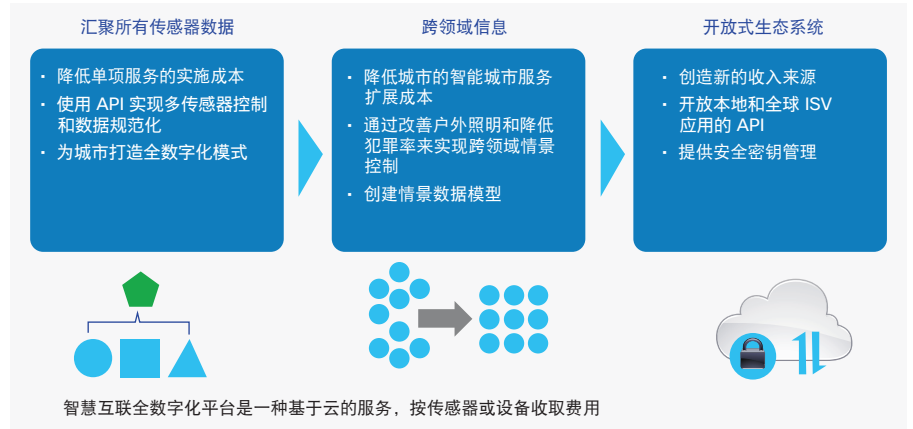 汇聚所有传感器数据
· 降低单项服务的实施成本
· 使用 API 实现多传感器控制
和数据规范化
· 为城市打造全数字化模式
跨领域信息
· 降低城市的智能城市服务
扩展成本
· 通过改善户外照明和降低
犯罪率来实现跨领域情景
控制
· 创建情景数据模型
开放式生态系统
· 创造新的收入来源
· 开放本地和全球 ISV
应用的 API
· 提供安全密钥管理
智慧互联全数字化平台是一种基于云的服务，按传感器或设备收取费用